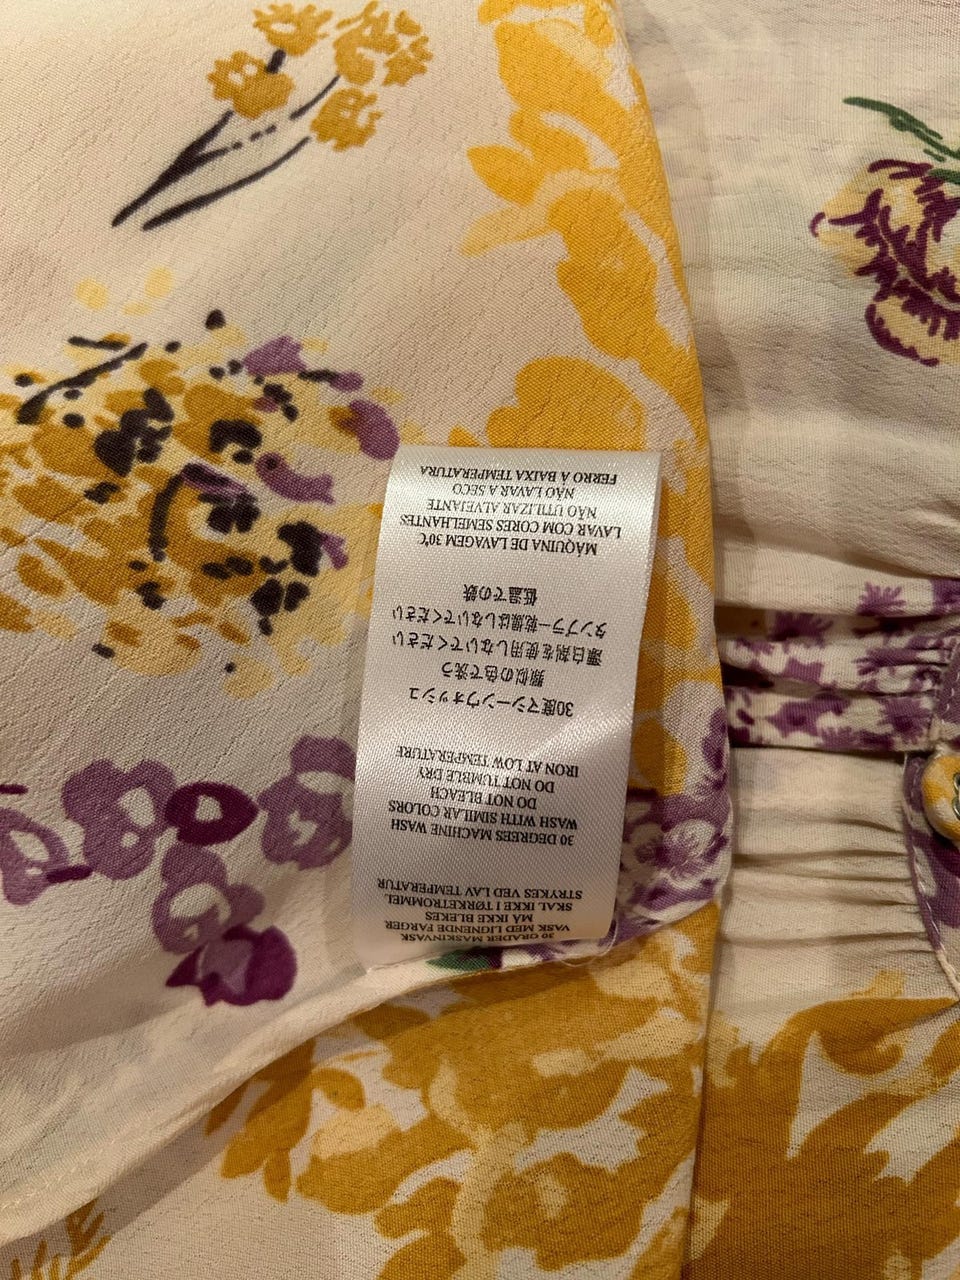 30 GRADER MASKINVASK
VASK MED LIGNENDE FARGER
MÅ IKKE BLEKES
SKAL IKKE I TØRKETROMMEL
STRYKES VED LAV TEMPERATUR
30 DEGREES MACHINE WASH
WASH WITH SIMILAR COLORS
DO NOT BLEACH
DO NOT TUMBLE DRY
IRON AT LOW TEMPERATURE
30度マシーンウォッシュ
類似の色で洗う
漂白剤を使用しないでください
タンブラー乾燥はしないでください
低温での鉄
MÁQUINA DE LAVAGEM 30°C
LAVAR COM CORES SEMELHANTES
NÃO UTILIZAR ALVEJANTE
NÃO LAVAR A SECO
FERRO A BAIXA TEMPERATURA